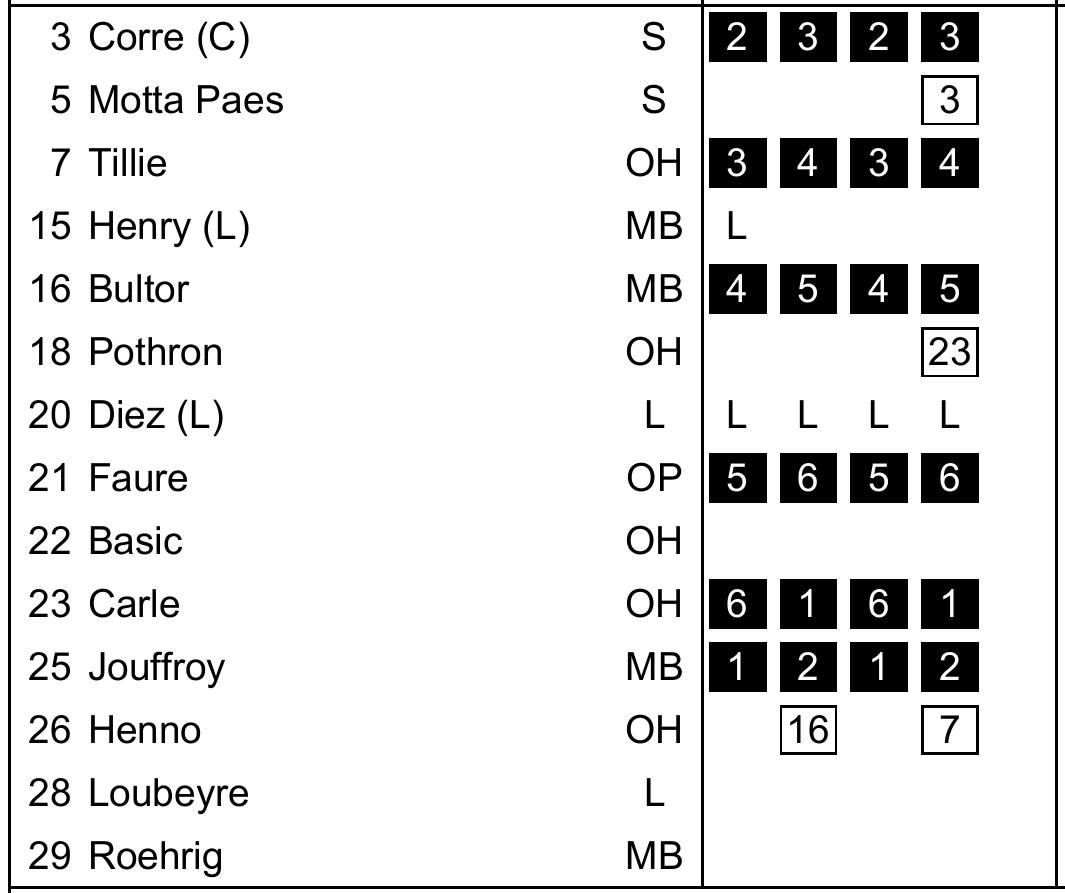 3 Corre (C) S 2 3 2 3
5 Motta Paes S 3
7 Tillie OH 3 4 3 4
15 Henry (L) MB L
16 Bultor MB 4 5 4 5
18 Pothron OH 23
20 Diez (L) L L L L L
21 Faure OP 5 6 5 6
22 Basic OH
23 Carle OH 6 1 6 1
25 Jouffroy MB 1 2 1 2
26 Henno OH 16 7
28 Loubeyre L
29 Roehrig MB